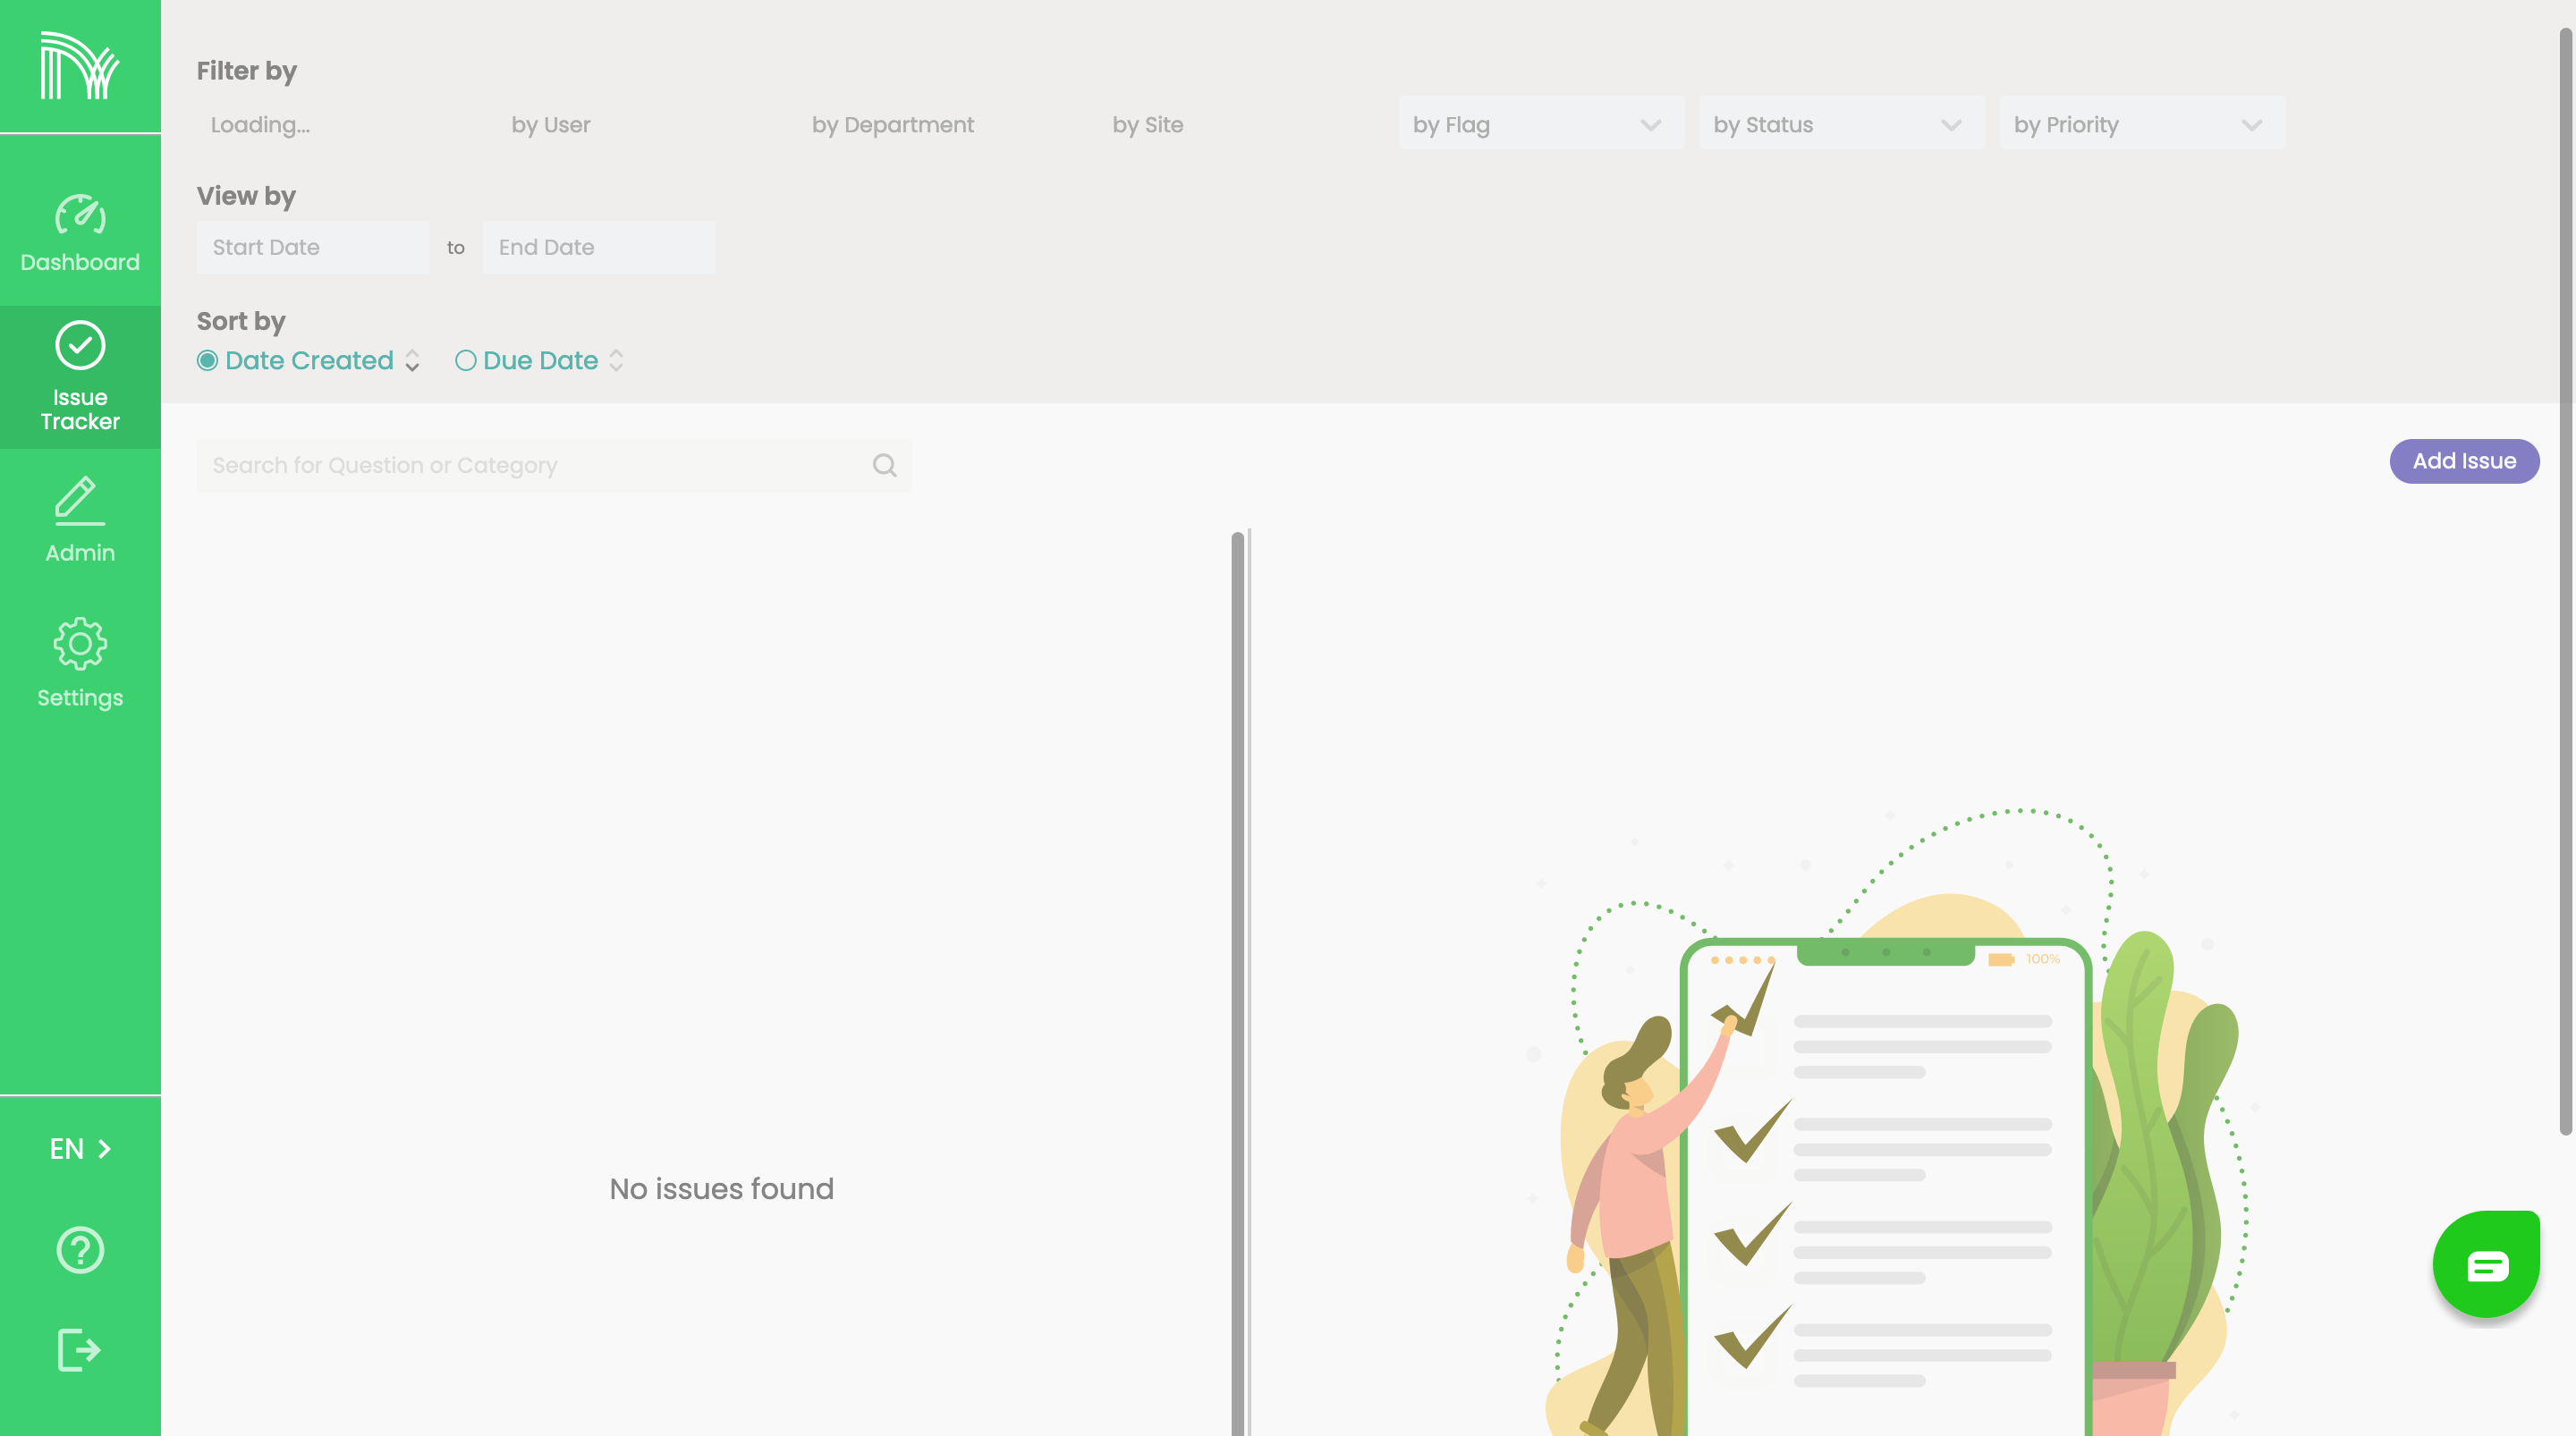 Filter by
Loading...
by User
by Department
by Site
by Flag
by Status
by Priority
View by
Start Date
to
End Date
Sort by
Date Created
Due Date
Search for Question or Category
Add Issue
Dashboard
Issue
Tracker
Admin
Settings
EN
No issues found
100%